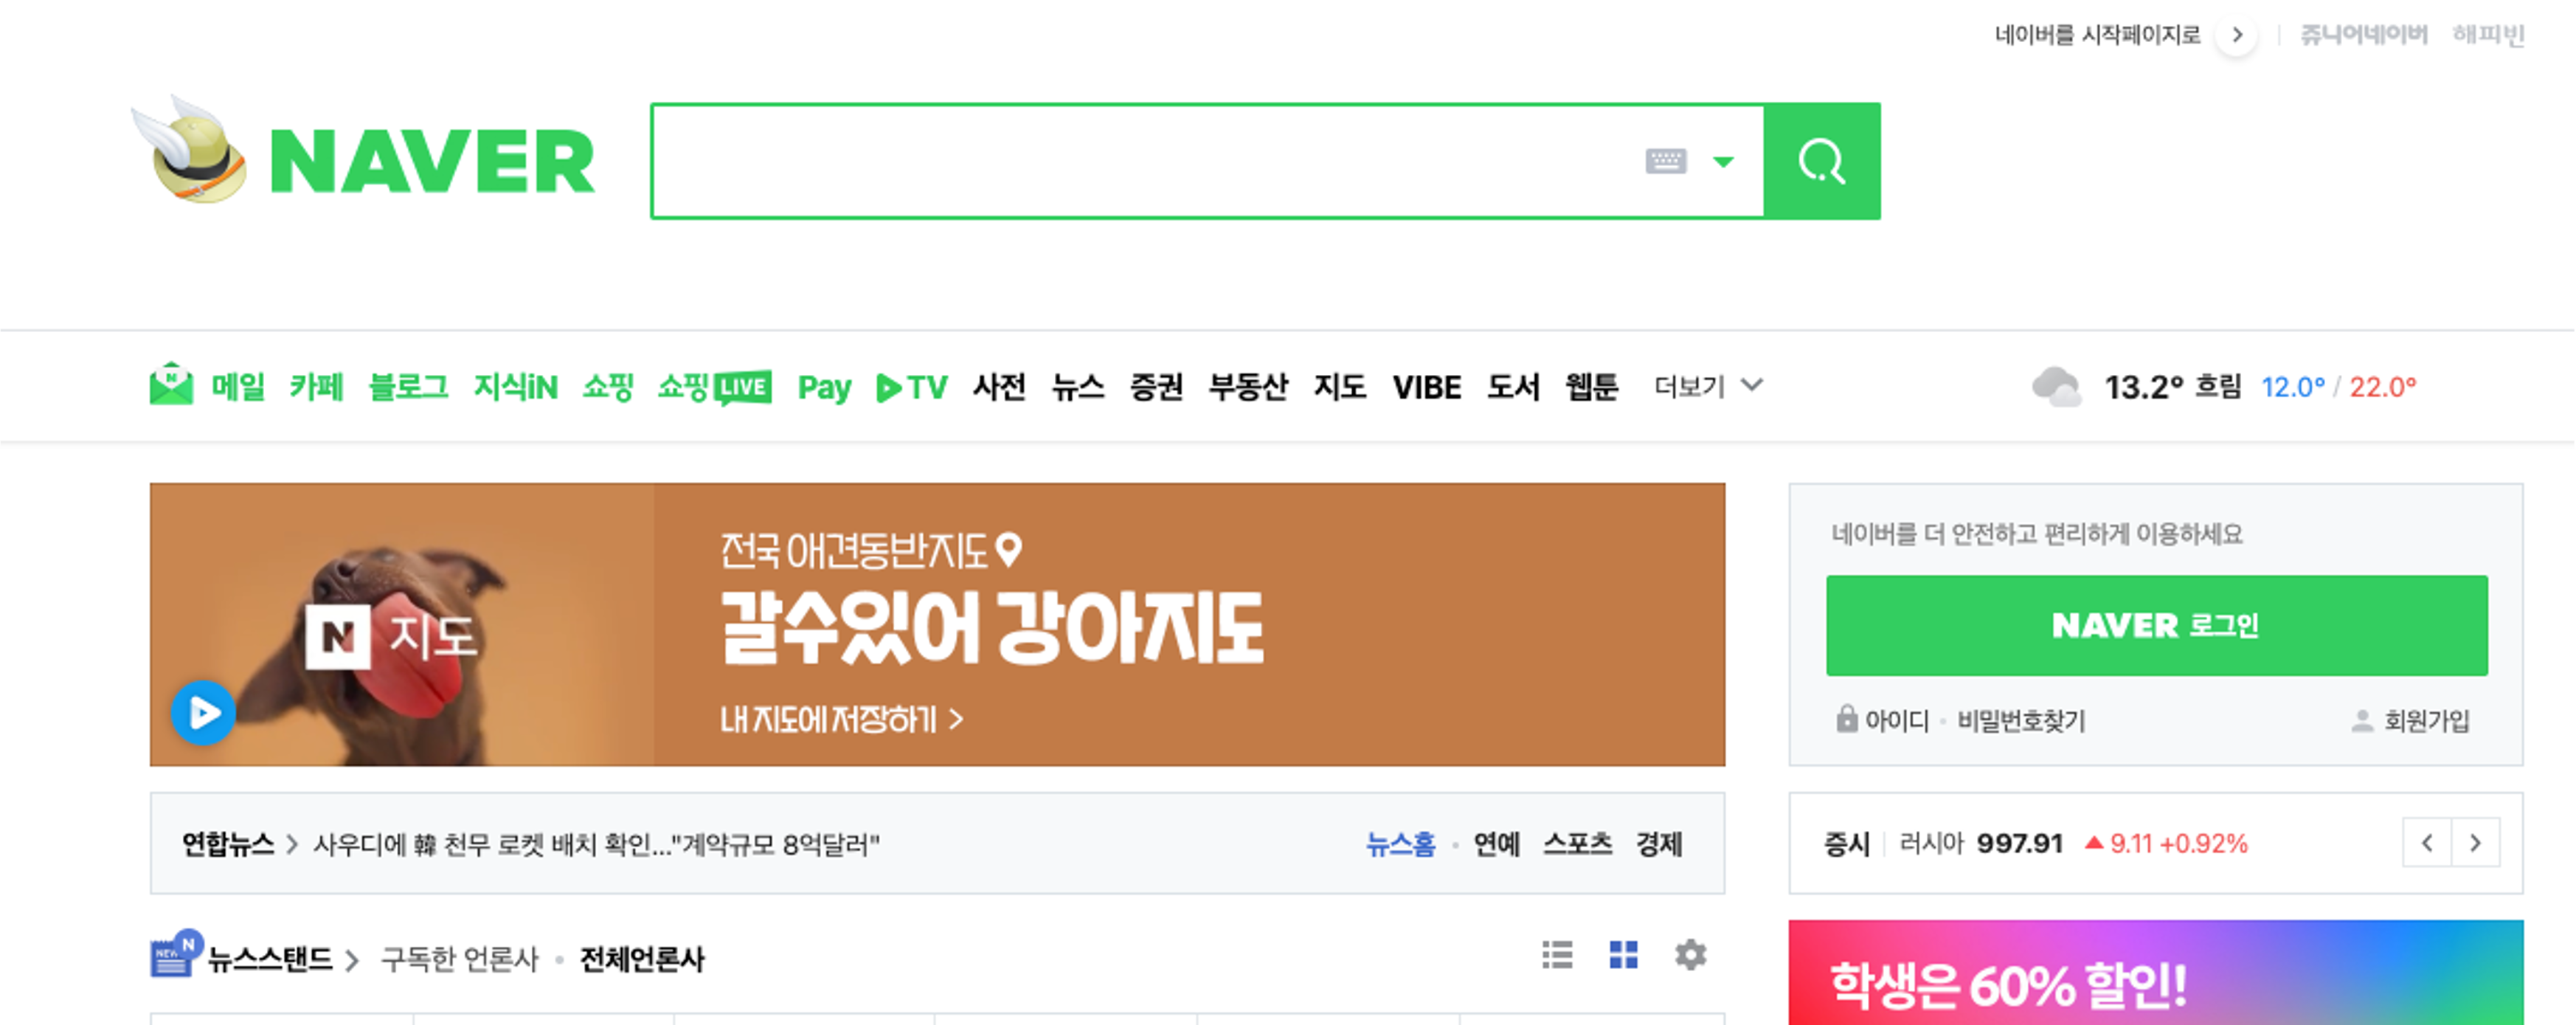 네이버를 시작페이지로 쥬니어네이버 해피빈
NAVER
메일 카페 블로그 지식iN 쇼핑 쇼핑LIVE Pay TV 사전 뉴스 증권 부동산 지도 VIBE 도서 웹툰 더보기
13.2° 흐림 12.0° / 22.0°
N 지도
전국 애견동반지도
갈수있어 강아지도
내 지도에 저장하기 >
네이버를 더 안전하고 편리하게 이용하세요
NAVER 로그인
아이디 · 비밀번호찾기 회원가입
연합뉴스 > 사우디에 韓 천무 로켓 배치 확인..."계약규모 8억달러"
뉴스홈 · 연예 스포츠 경제
증시 러시아 997.91 ▲ 9.11 +0.92%
NEW N 뉴스스탠드 > 구독한 언론사 · 전체언론사
학생은 60% 할인!